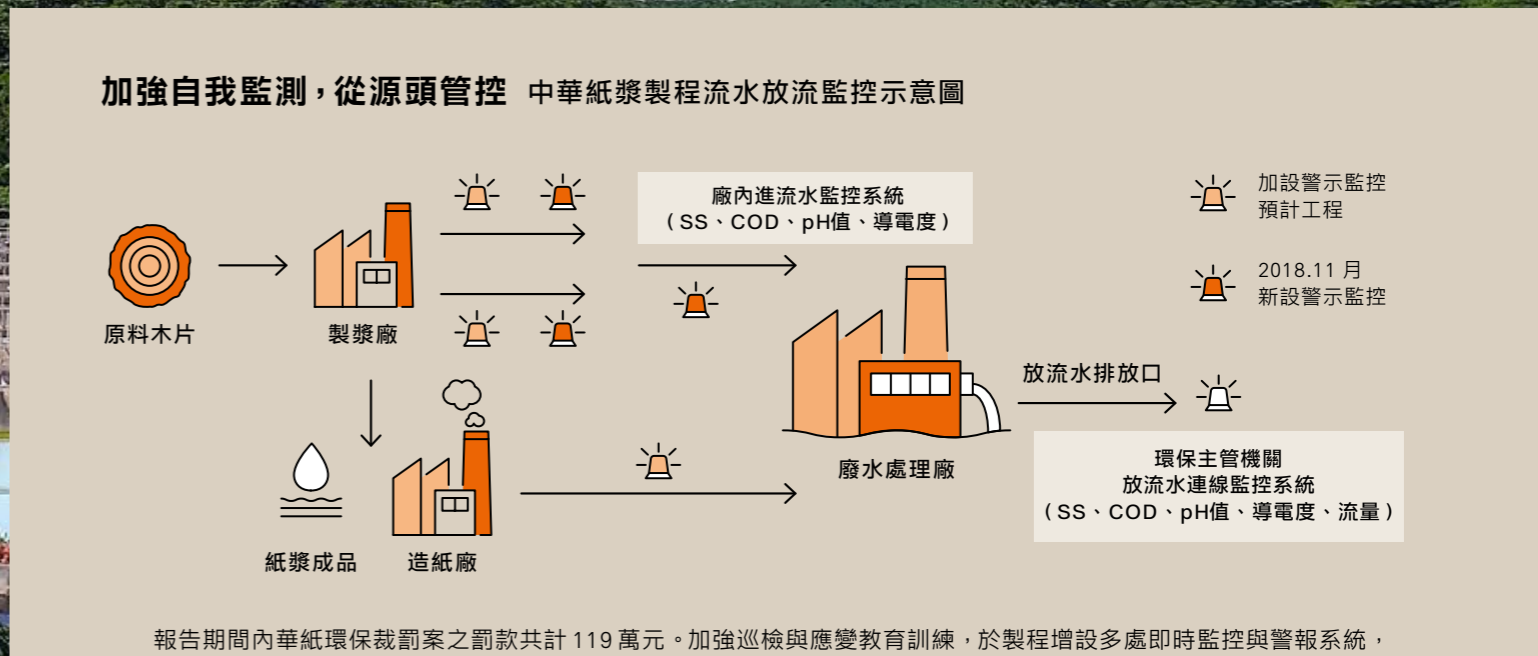 加強自我監測，從源頭管控 中華紙漿製程流水放流監控示意圖
廠內進流水監控系統
（SS、COD、pH值、導電度）
加設警示監控
預計工程
2018.11 月
新設警示監控
原料木片
製漿廠
放流水排放口
廢水處理廠
環保主管機關
放流水連線監控系統
（SS、COD、pH值、導電度、流量）
紙漿成品
造紙廠
報告期間內華紙環保裁罰案之罰款共計 119 萬元。加強巡檢與應變教育訓練，於製程增設多處即時監控與警報系統，